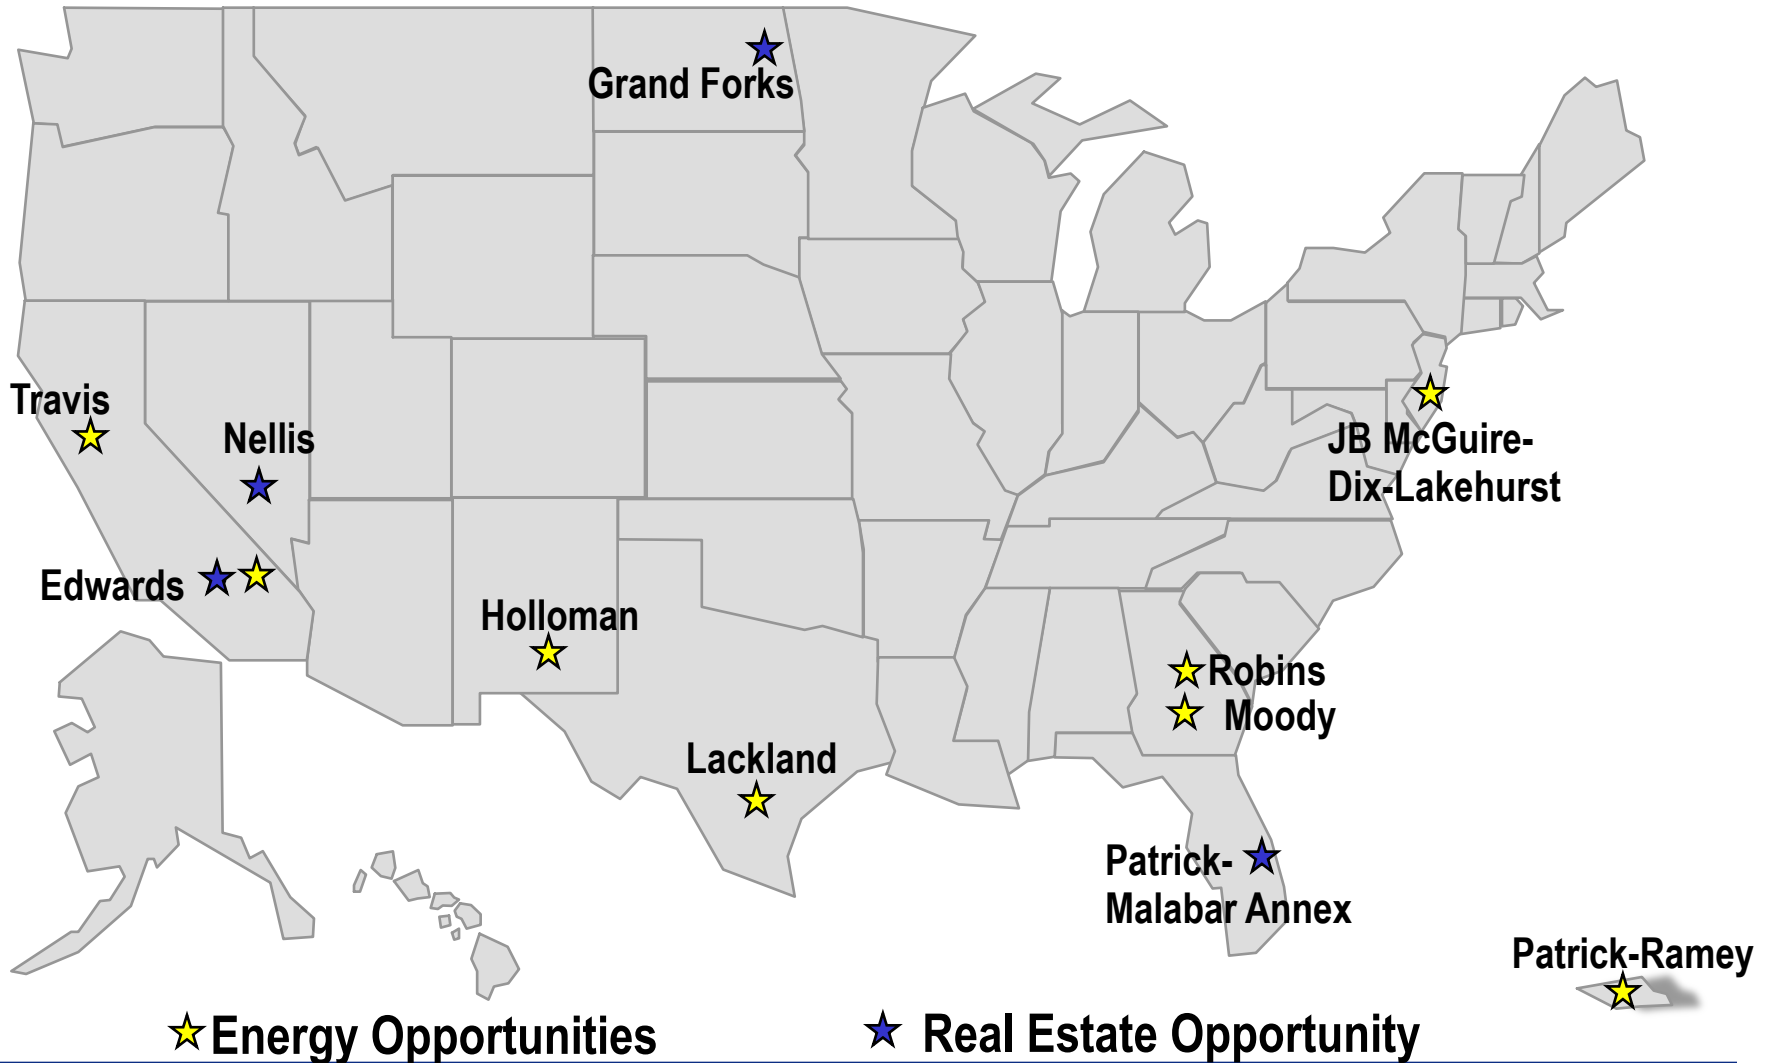 Grand Forks
Travis
Nellis
JB McGuire-
Dix-Lakehurst
Edwards
Holloman
Robins
Moody
Lackland
Patrick-
Malabar Annex
Patrick-Ramey
Energy Opportunities
Real Estate Opportunity